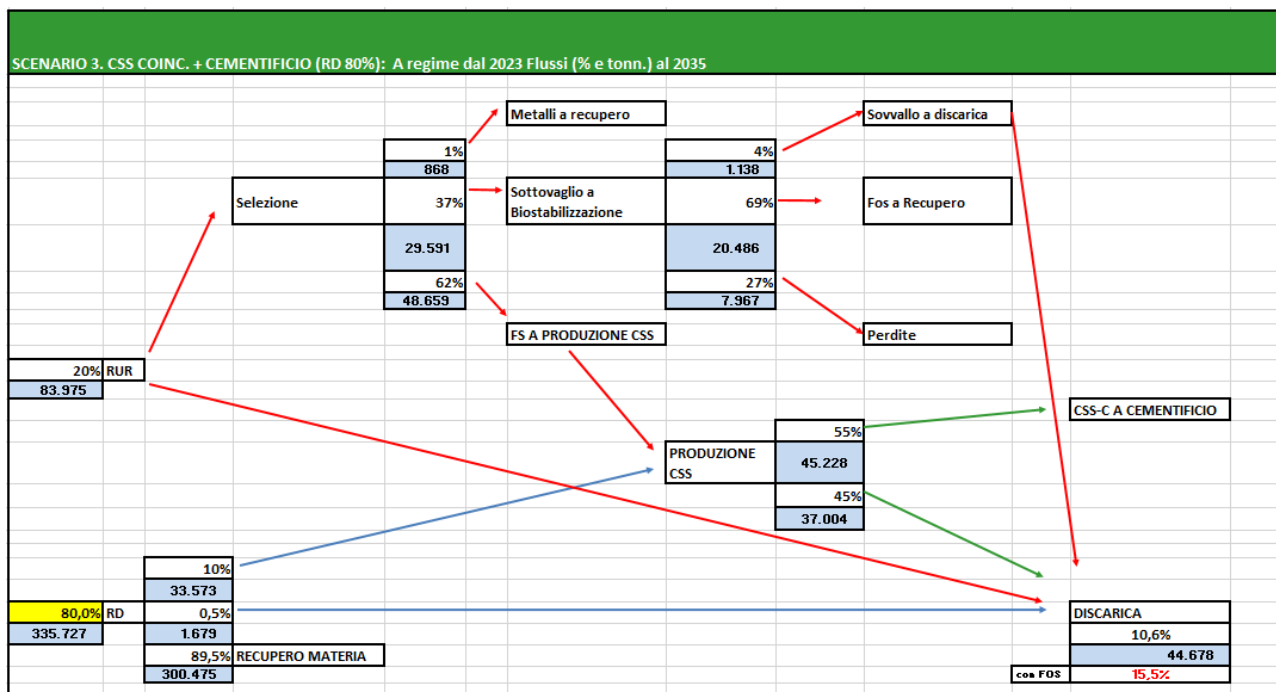 SCENARIO 3. CSS COINC. + CEMENTIFICIO (RD 80%):  A regime dal 2023 Flussi (% e tonn.) al 2035
Metalli a recupero
Sovvallo a discarica
1%
4%
868
1.138
Selezione
37%
Sottovaglio a
Biostabilizzazione
69%
Fos a Recupero
29.591
20.486
62%
27%
48.659
7.967
FS A PRODUZIONE CSS
Perdite
20% RUR
83.975
CSS-C A CEMENTIFICIO
55%
PRODUZIONE
CSS
45.228
45%
37.004
10%
33.573
80,0% RD
0,5%
DISCARICA
335.727
1.679
10,6%
89,5% RECUPERO MATERIA
44.678
300.475
con FOS
15,5%